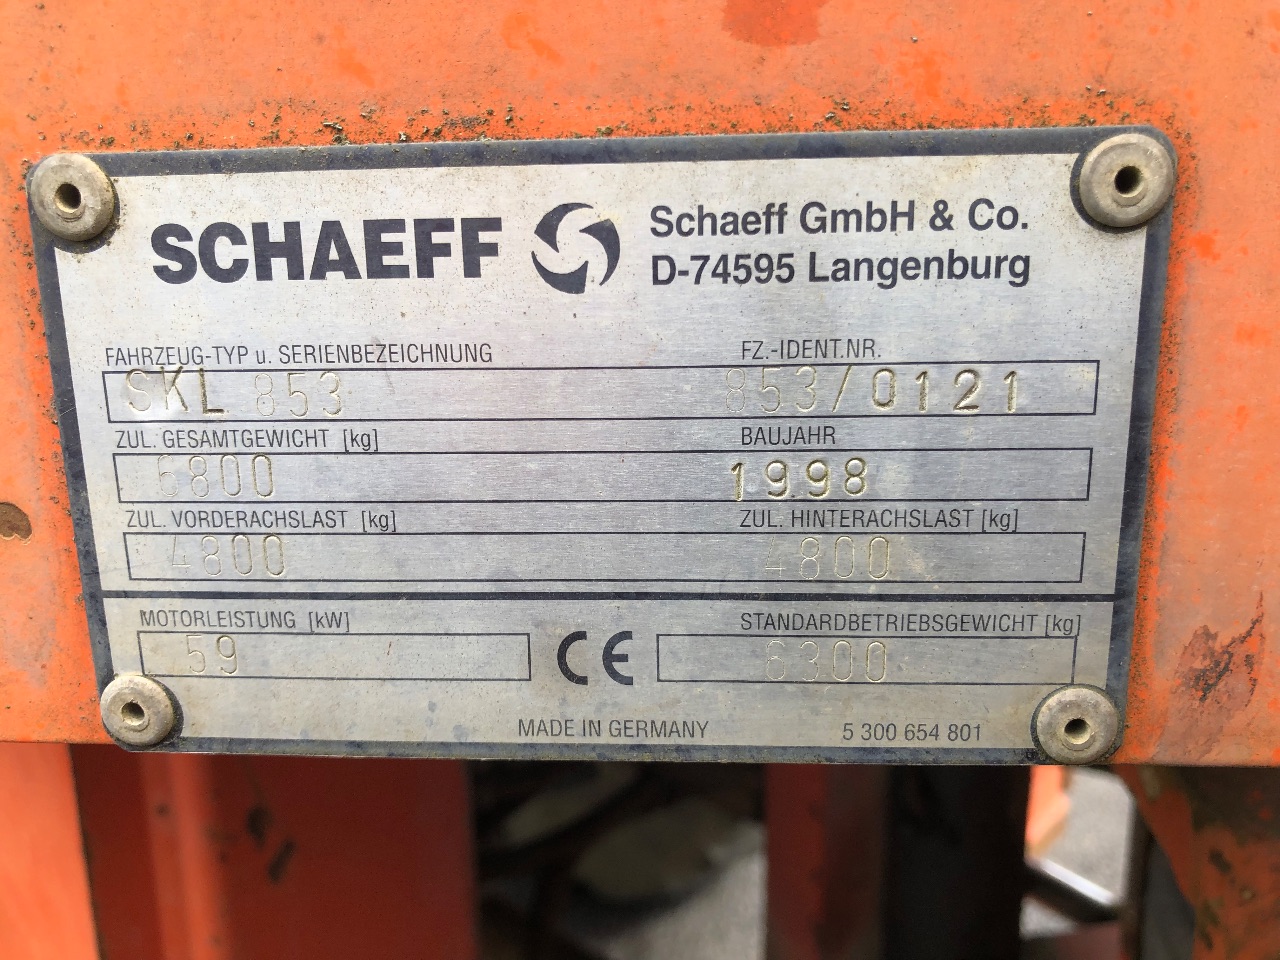 SCHAEFF
Schaeff GmbH & Co.
D-74595 Langenburg
FAHRZEUG-TYP u. SERIENBEZEICHNUNG FZ.-IDENT.NR.
SKL 853 853/0121
ZUL. GESAMTGEWICHT [kg] BAUJAHR
6800 1998
ZUL. VORDERACHSLAST [kg] ZUL. HINTERACHSLAST [kg]
4800 4800
MOTORLEISTUNG [kW] STANDARDBETRIEBSGEWICHT [kg]
59 CE 6300
MADE IN GERMANY 5 300 654 801